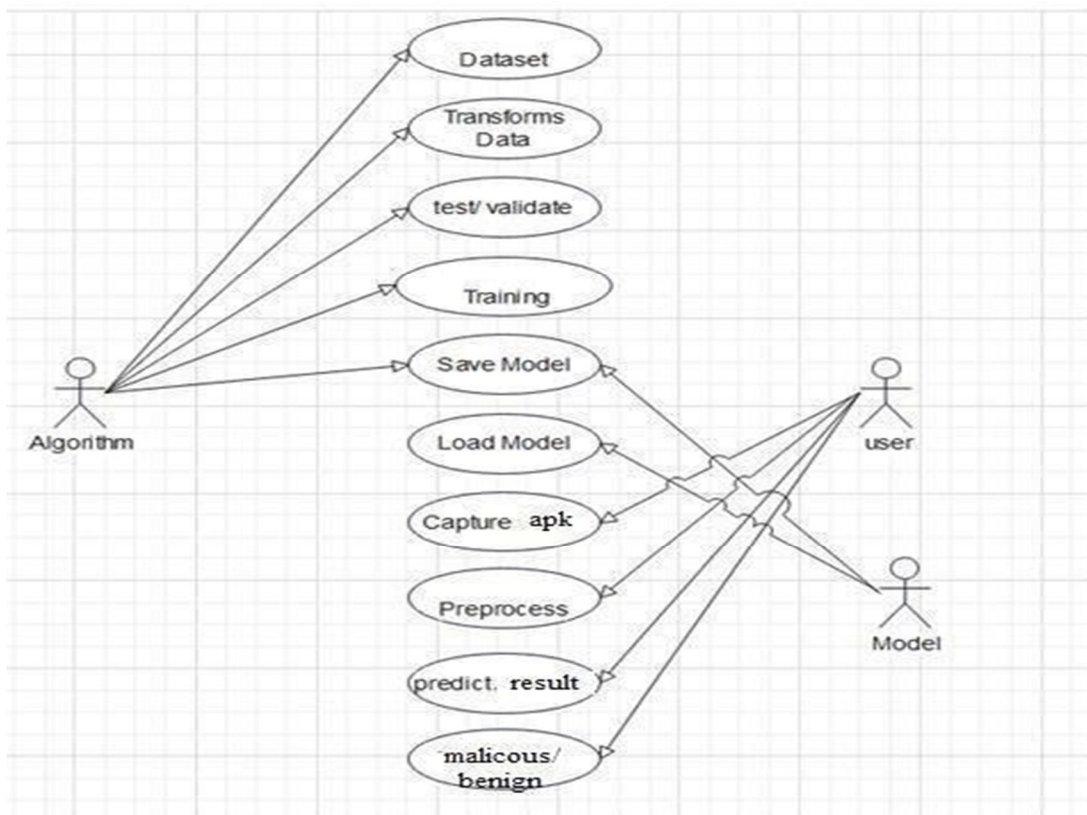 Dataset
Transforms
Data
test/ validate
Training
Save Model
Algorithm
Load Model
user
Capture apk
Preprocess
Model
predict. result
malicous/
benign